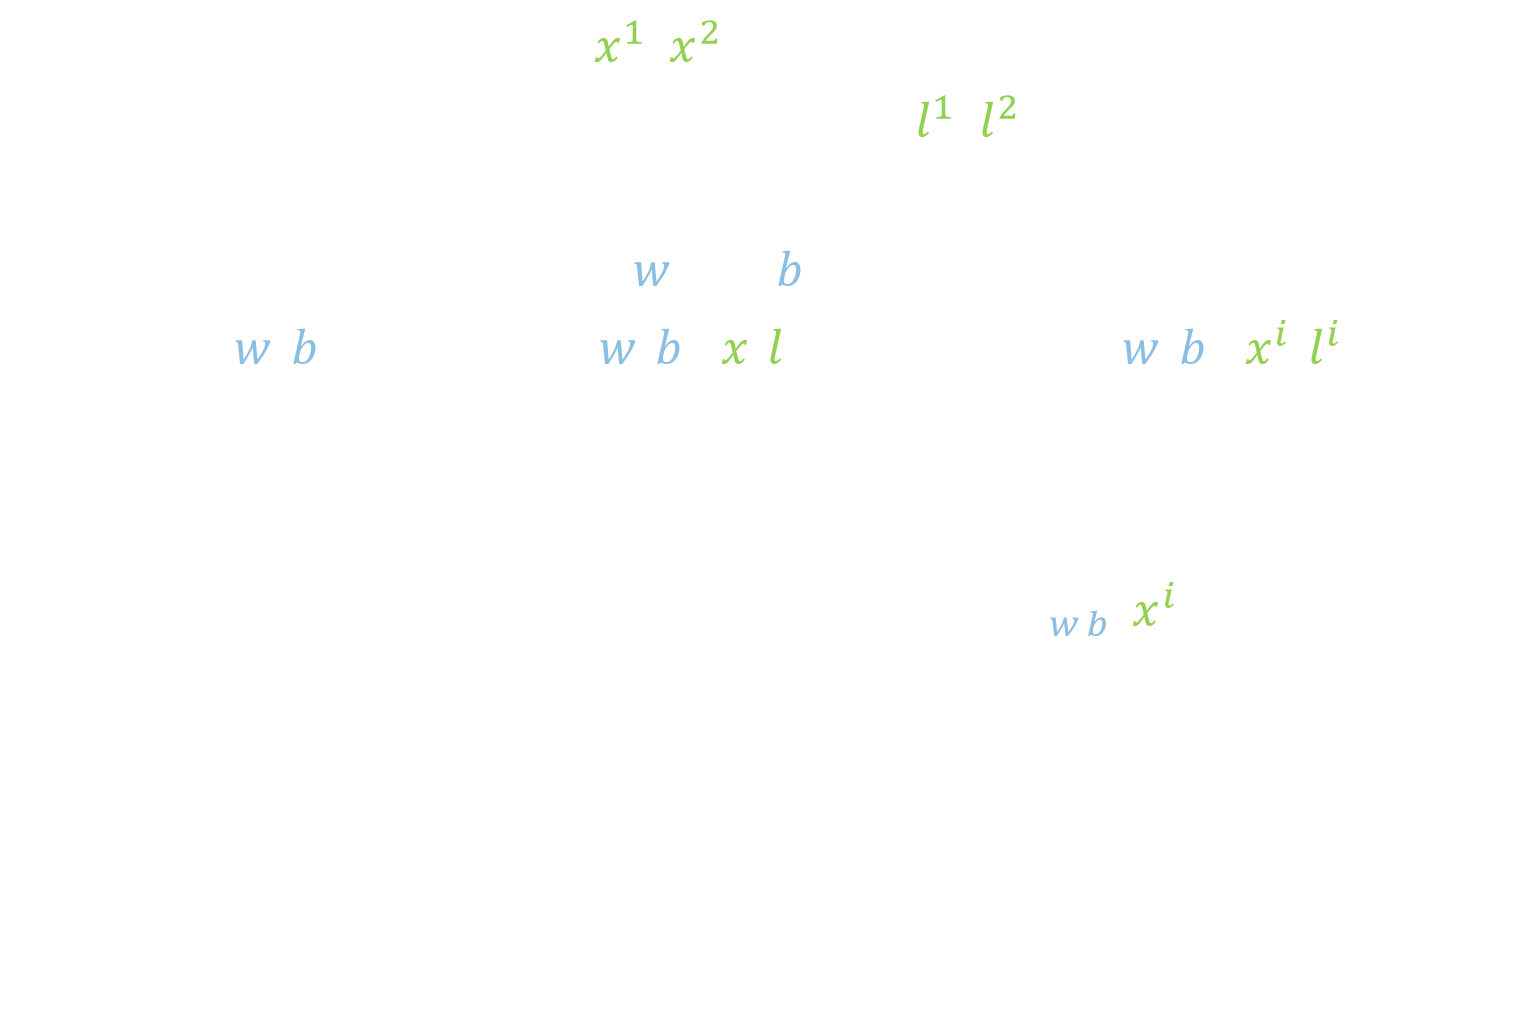 x¹ x²
l¹ l²
w b
w b w b x l w b xⁱ lⁱ
w b xⁱ